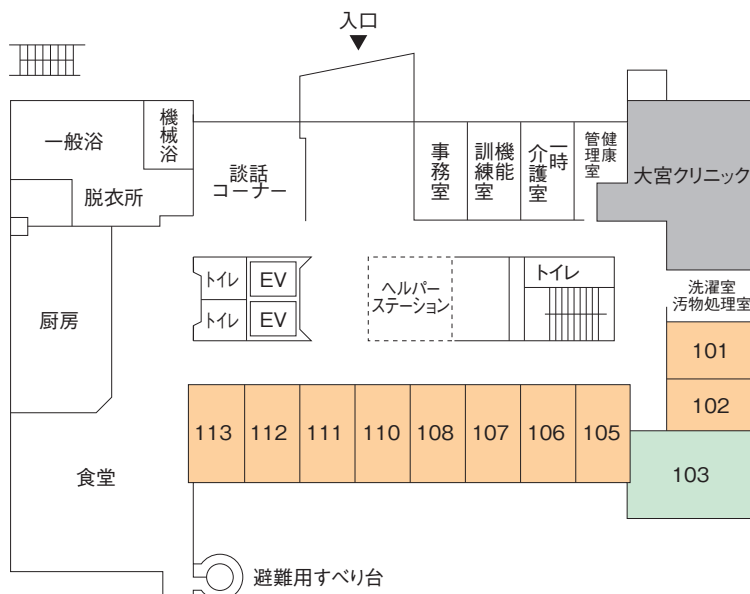 入口
一般浴
機械浴
脱衣所
談話
コーナー
事務室
機能
訓練室
一時
介護室
健康
管理室
大宮クリニック
トイレ
EV
トイレ
EV
ヘルパー
ステーション
トイレ
洗濯室
汚物処理室
厨房
101
102
103
113
112
111
110
108
107
106
105
食堂
避難用すべり台